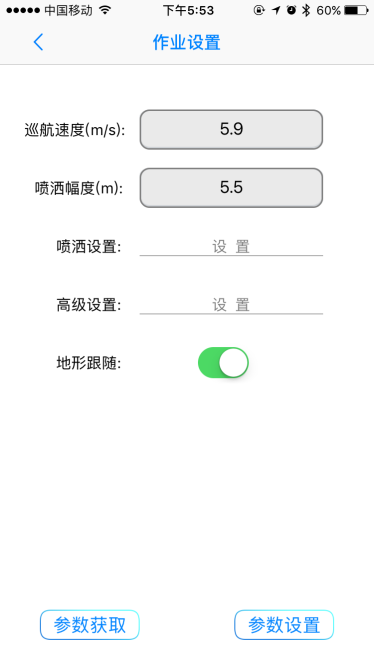 中国移动 下午5:53 60%
作业设置
巡航速度(m/s): 5.9
喷洒幅度(m): 5.5
喷洒设置: 设 置
高级设置: 设 置
地形跟随:
参数获取 参数设置